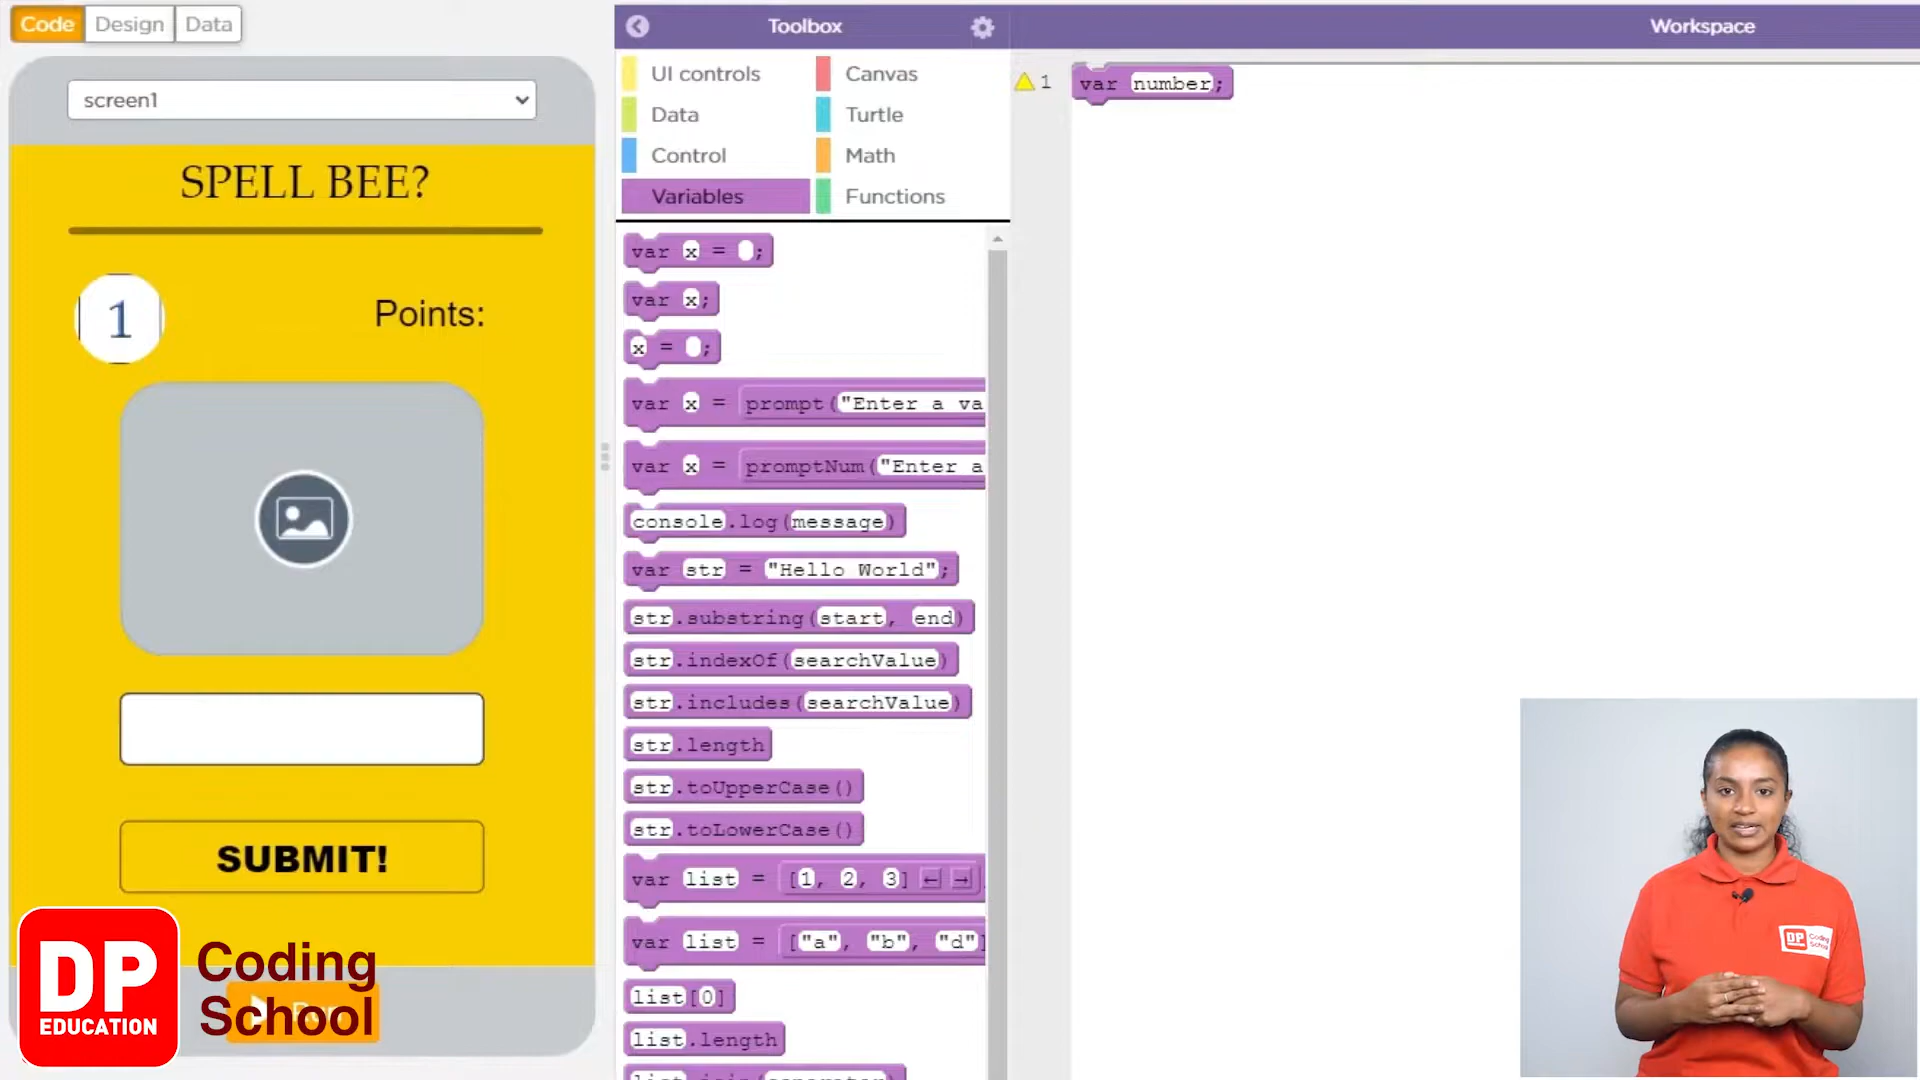 Code Design Data
screen1
SPELL BEE?
1
Points:
SUBMIT!
DP
EDUCATION
Coding
School
Toolbox
UI controls
Canvas
Data
Turtle
Control
Math
Variables
Functions
var x = ;
var x;
x = ;
var x = prompt("Enter a va
var x = promptNum("Enter a
console.log(message)
var str = "Hello World";
str.substring(start, end)
str.indexOf(searchValue)
str.includes(searchValue)
str.length
str.toUpperCase()
str.toLowerCase()
var list = [1, 2, 3] ← →
var list = ["a", "b", "d"]
list[0]
list.length
Workspace
1
var number;
DP Coding
School